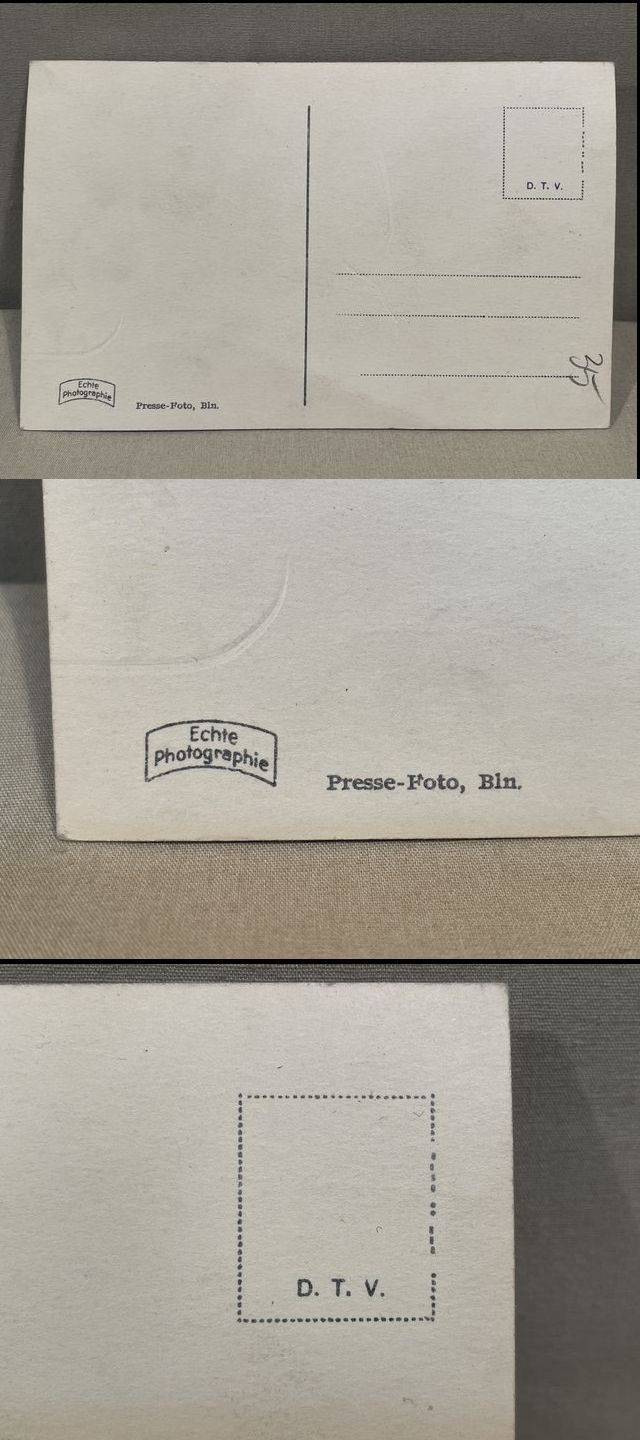 D. T. V.
35
Echte
Photographie
Presse-Foto, Bln.
Echte
Photographie
Presse-Foto, Bln.
D. T. V.